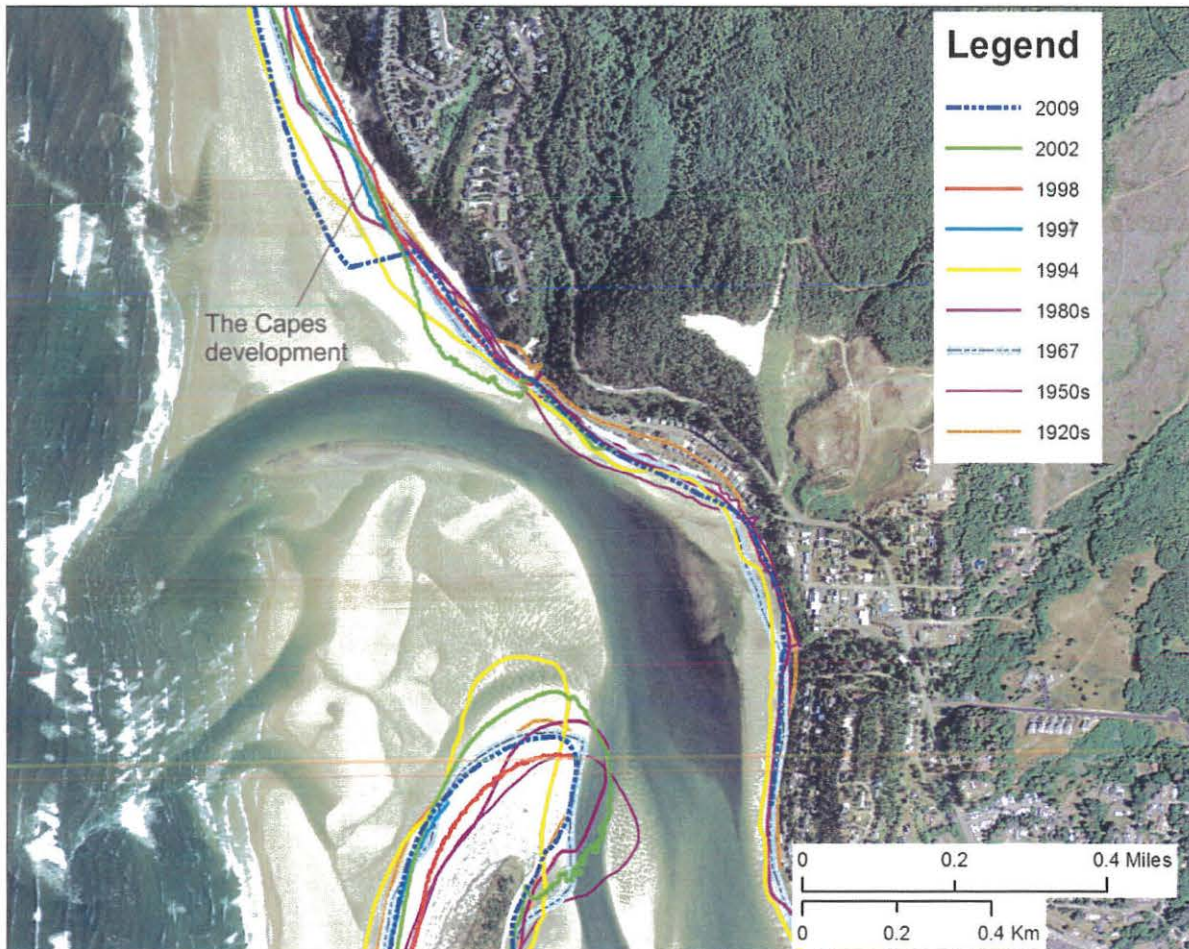 Legend
2009
2002
1998
1997
1994
1980s
1967
1950s
1920s
The Capes
development
0 0.2 0.4 Miles
0 0.2 0.4 Km